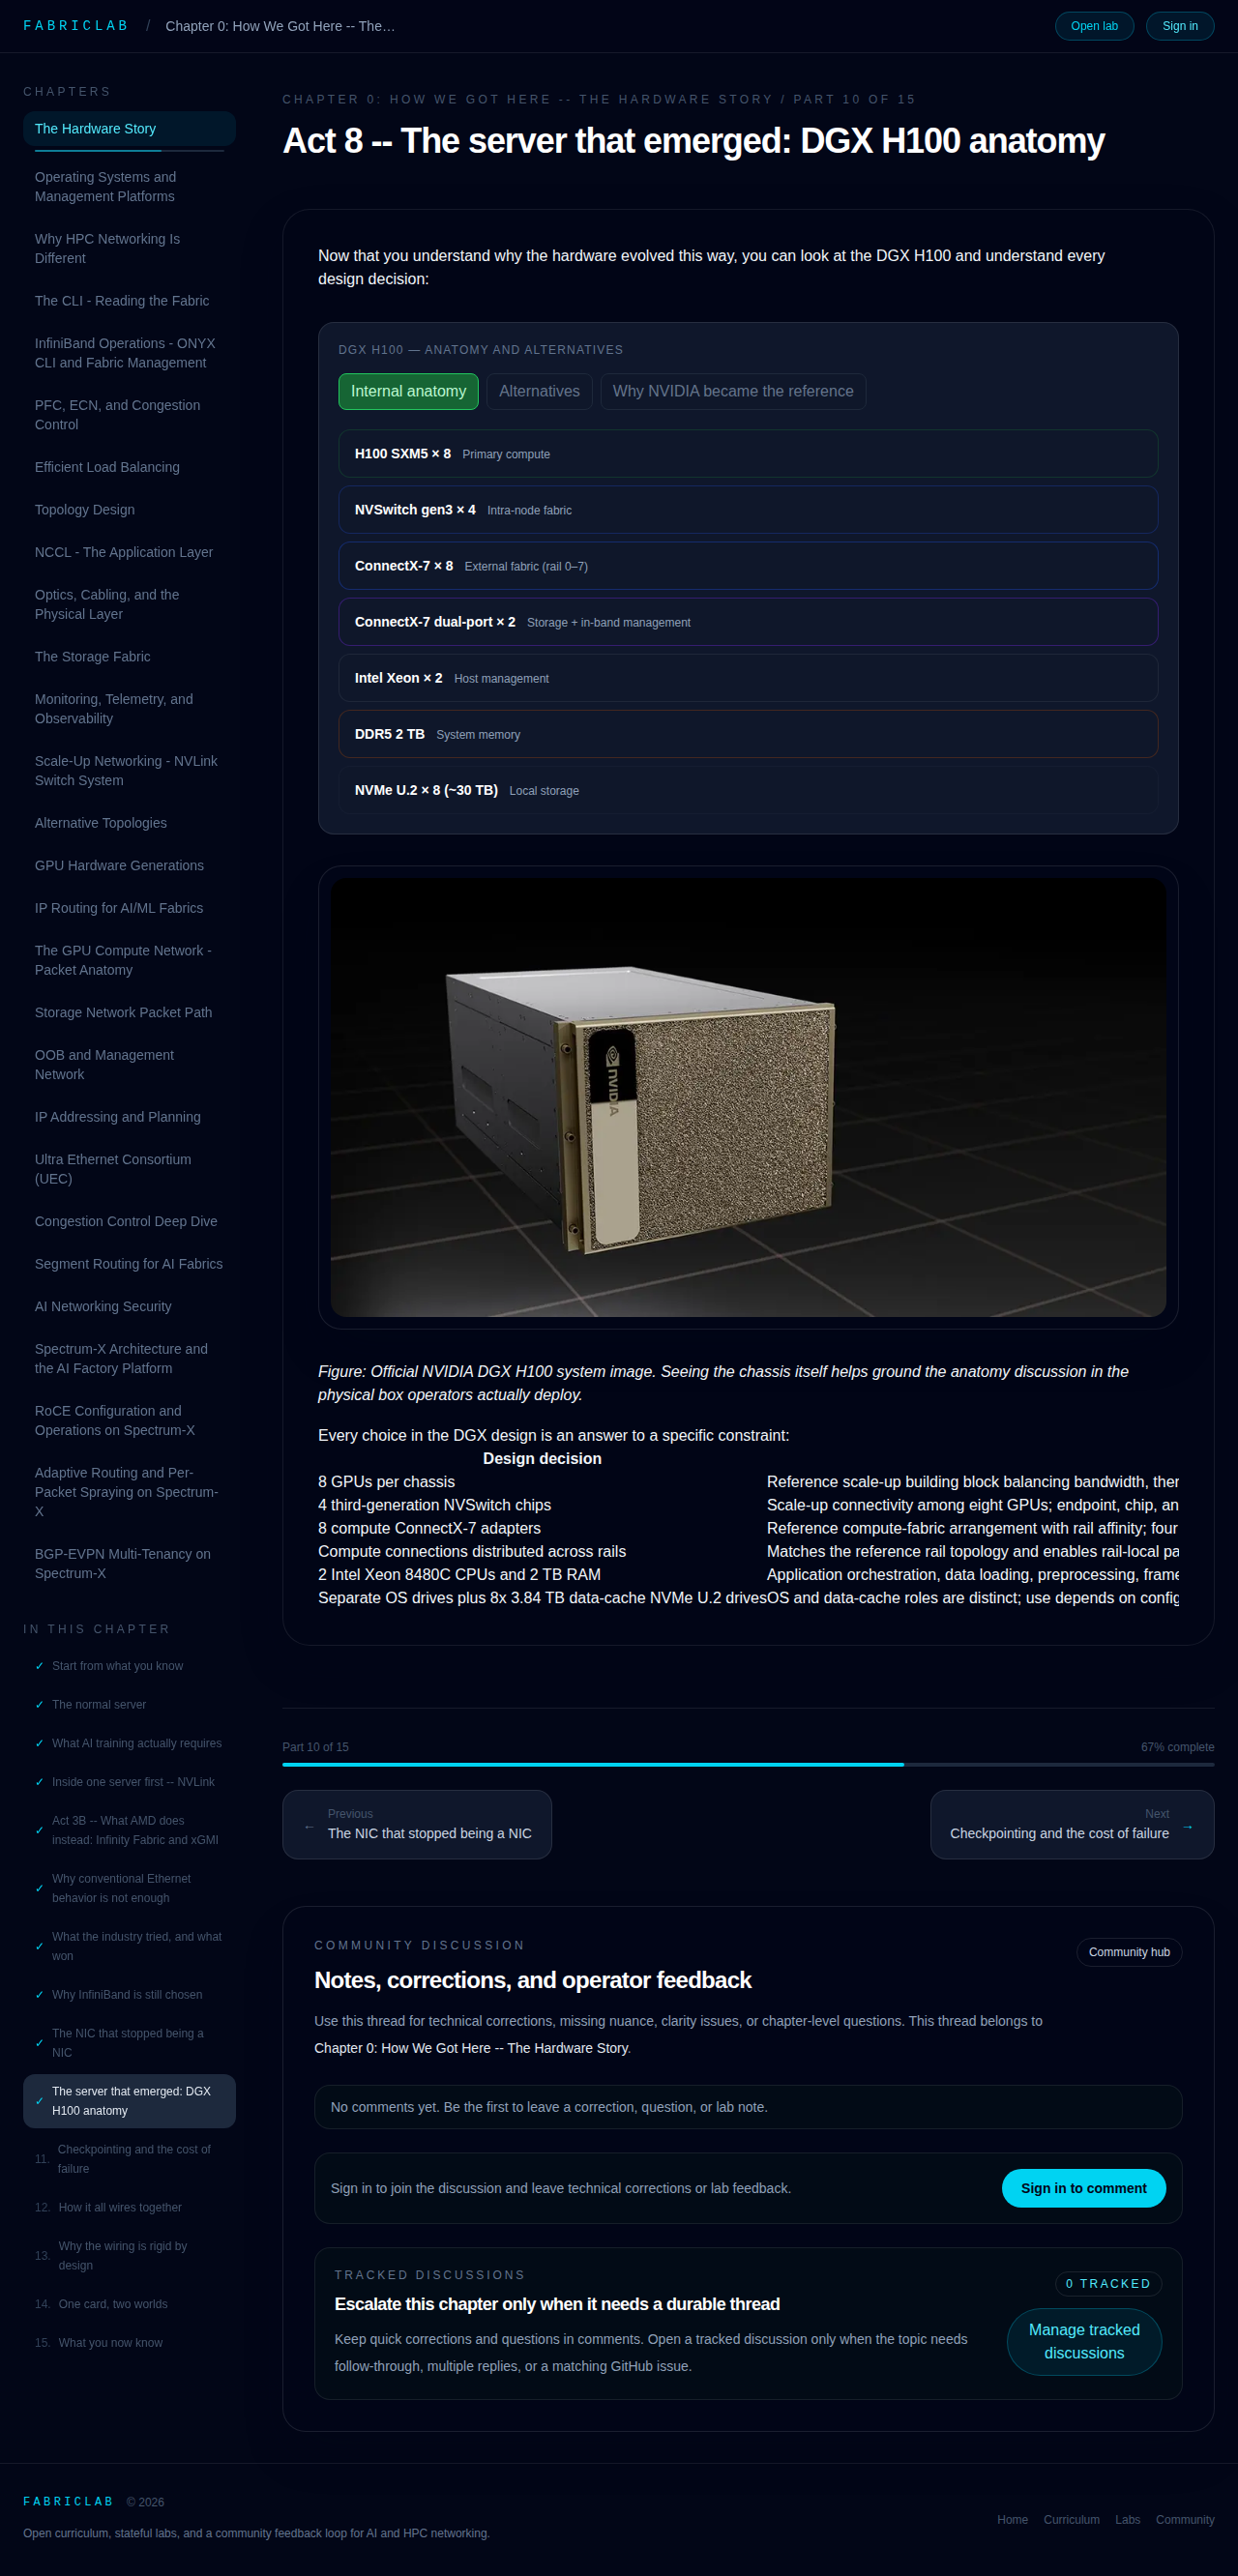 FABRICLAB / Chapter 0: How We Got Here -- The…
Open lab
Sign in
CHAPTERS
The Hardware Story
Operating Systems and
Management Platforms
Why HPC Networking Is
Different
The CLI - Reading the Fabric
InfiniBand Operations - ONYX
CLI and Fabric Management
PFC, ECN, and Congestion
Control
Efficient Load Balancing
Topology Design
NCCL - The Application Layer
Optics, Cabling, and the
Physical Layer
The Storage Fabric
Monitoring, Telemetry, and
Observability
Scale-Up Networking - NVLink
Switch System
Alternative Topologies
GPU Hardware Generations
IP Routing for AI/ML Fabrics
The GPU Compute Network -
Packet Anatomy
Storage Network Packet Path
OOB and Management
Network
IP Addressing and Planning
Ultra Ethernet Consortium
(UEC)
Congestion Control Deep Dive
Segment Routing for AI Fabrics
AI Networking Security
Spectrum-X Architecture and
the AI Factory Platform
RoCE Configuration and
Operations on Spectrum-X
Adaptive Routing and Per-
Packet Spraying on Spectrum-
X
BGP-EVPN Multi-Tenancy on
Spectrum-X
IN THIS CHAPTER
✓ Start from what you know
✓ The normal server
✓ What AI training actually requires
✓ Inside one server first -- NVLink
✓ Act 3B -- What AMD does
instead: Infinity Fabric and xGMI
✓ Why conventional Ethernet
behavior is not enough
✓ What the industry tried, and what
won
✓ Why InfiniBand is still chosen
✓ The NIC that stopped being a
NIC
✓ The server that emerged: DGX
H100 anatomy
11. Checkpointing and the cost of
failure
12. How it all wires together
13. Why the wiring is rigid by
design
14. One card, two worlds
15. What you now know
CHAPTER 0: HOW WE GOT HERE -- THE HARDWARE STORY / PART 10 OF 15
Act 8 -- The server that emerged: DGX H100 anatomy
Now that you understand why the hardware evolved this way, you can look at the DGX H100 and understand every
design decision:
DGX H100 — ANATOMY AND ALTERNATIVES
Internal anatomy
Alternatives
Why NVIDIA became the reference
H100 SXM5 × 8 Primary compute
NVSwitch gen3 × 4 Intra-node fabric
ConnectX-7 × 8 External fabric (rail 0–7)
ConnectX-7 dual-port × 2 Storage + in-band management
Intel Xeon × 2 Host management
DDR5 2 TB System memory
NVMe U.2 × 8 (~30 TB) Local storage
NVIDIA
Figure: Official NVIDIA DGX H100 system image. Seeing the chassis itself helps ground the anatomy discussion in the
physical box operators actually deploy.
Every choice in the DGX design is an answer to a specific constraint:
Design decision
8 GPUs per chassis Reference scale-up building block balancing bandwidth, ther
4 third-generation NVSwitch chips Scale-up connectivity among eight GPUs; endpoint, chip, an
8 compute ConnectX-7 adapters Reference compute-fabric arrangement with rail affinity; four
Compute connections distributed across rails Matches the reference rail topology and enables rail-local pa
2 Intel Xeon 8480C CPUs and 2 TB RAM Application orchestration, data loading, preprocessing, frame
Separate OS drives plus 8x 3.84 TB data-cache NVMe U.2 drives OS and data-cache roles are distinct; use depends on config
Part 10 of 15
67% complete
← Previous
The NIC that stopped being a NIC
Next
Checkpointing and the cost of failure →
COMMUNITY DISCUSSION
Community hub
Notes, corrections, and operator feedback
Use this thread for technical corrections, missing nuance, clarity issues, or chapter-level questions. This thread belongs to
Chapter 0: How We Got Here -- The Hardware Story.
No comments yet. Be the first to leave a correction, question, or lab note.
Sign in to join the discussion and leave technical corrections or lab feedback.
Sign in to comment
TRACKED DISCUSSIONS
0 TRACKED
Escalate this chapter only when it needs a durable thread
Keep quick corrections and questions in comments. Open a tracked discussion only when the topic needs
follow-through, multiple replies, or a matching GitHub issue.
Manage tracked
discussions
FABRICLAB © 2026
Open curriculum, stateful labs, and a community feedback loop for AI and HPC networking.
Home Curriculum Labs Community